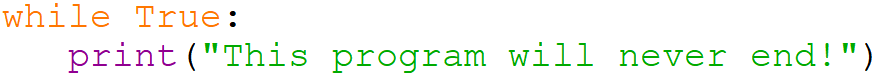 while True:
   print("This program will never end!")